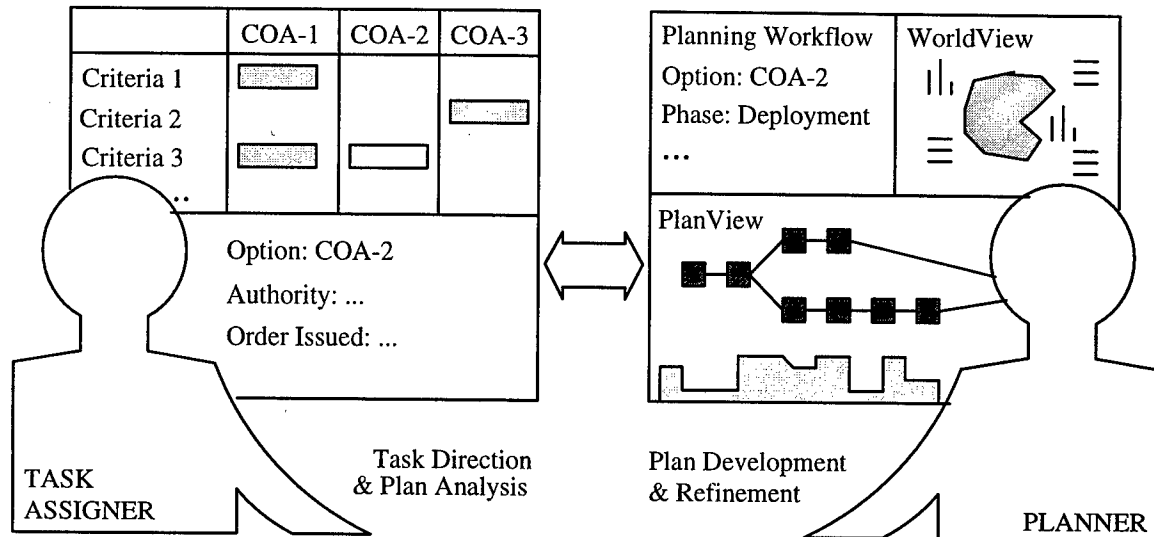 COA-1 COA-2 COA-3
Criteria 1
Criteria 2
Criteria 3
..
Option: COA-2
Authority: ...
Order Issued: ...
TASK
ASSIGNER
Task Direction
& Plan Analysis
Planning Workflow
Option: COA-2
Phase: Deployment
...
WorldView
PlanView
Plan Development
& Refinement
PLANNER